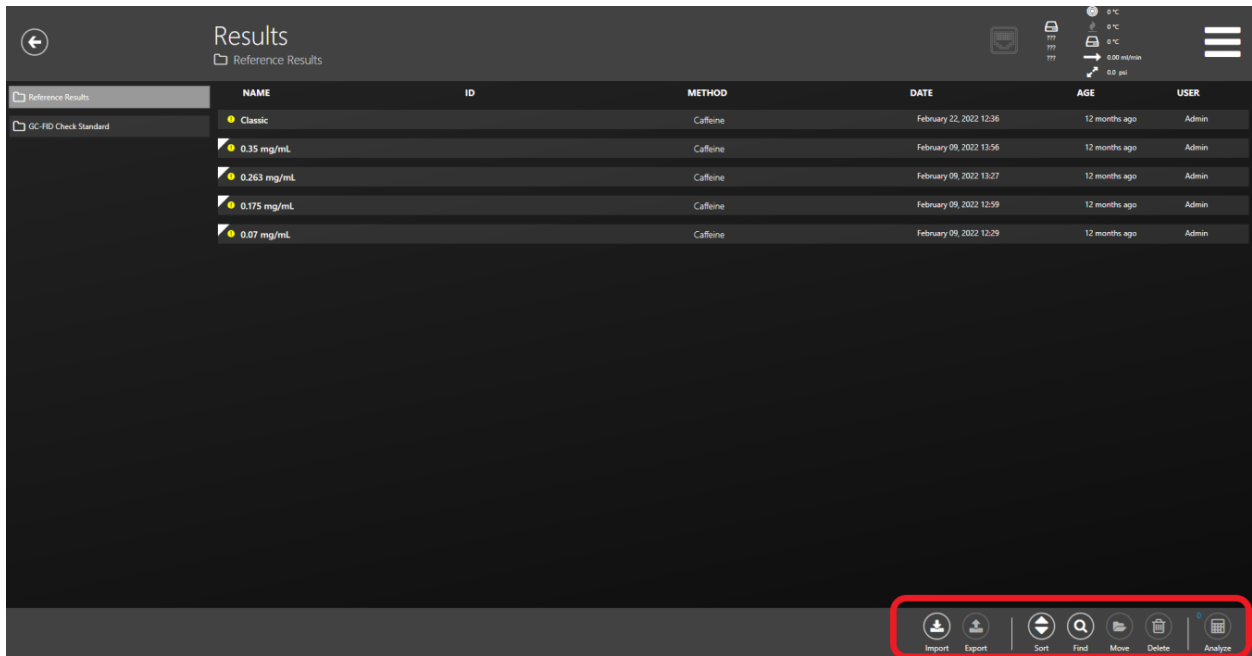 Results
Reference Results
???
???
???
0 °C
0 °C
0 °C
0.00 ml/min
0.0 psi
Reference Results
GC-FID Check Standard
NAME ID METHOD DATE AGE USER
Classic Caffeine February 22, 2022 12:36 12 months ago Admin
0.35 mg/mL Caffeine February 09, 2022 13:56 12 months ago Admin
0.263 mg/mL Caffeine February 09, 2022 13:27 12 months ago Admin
0.175 mg/mL Caffeine February 09, 2022 12:59 12 months ago Admin
0.07 mg/mL Caffeine February 09, 2022 12:29 12 months ago Admin
0
Import Export Sort Find Move Delete Analyze